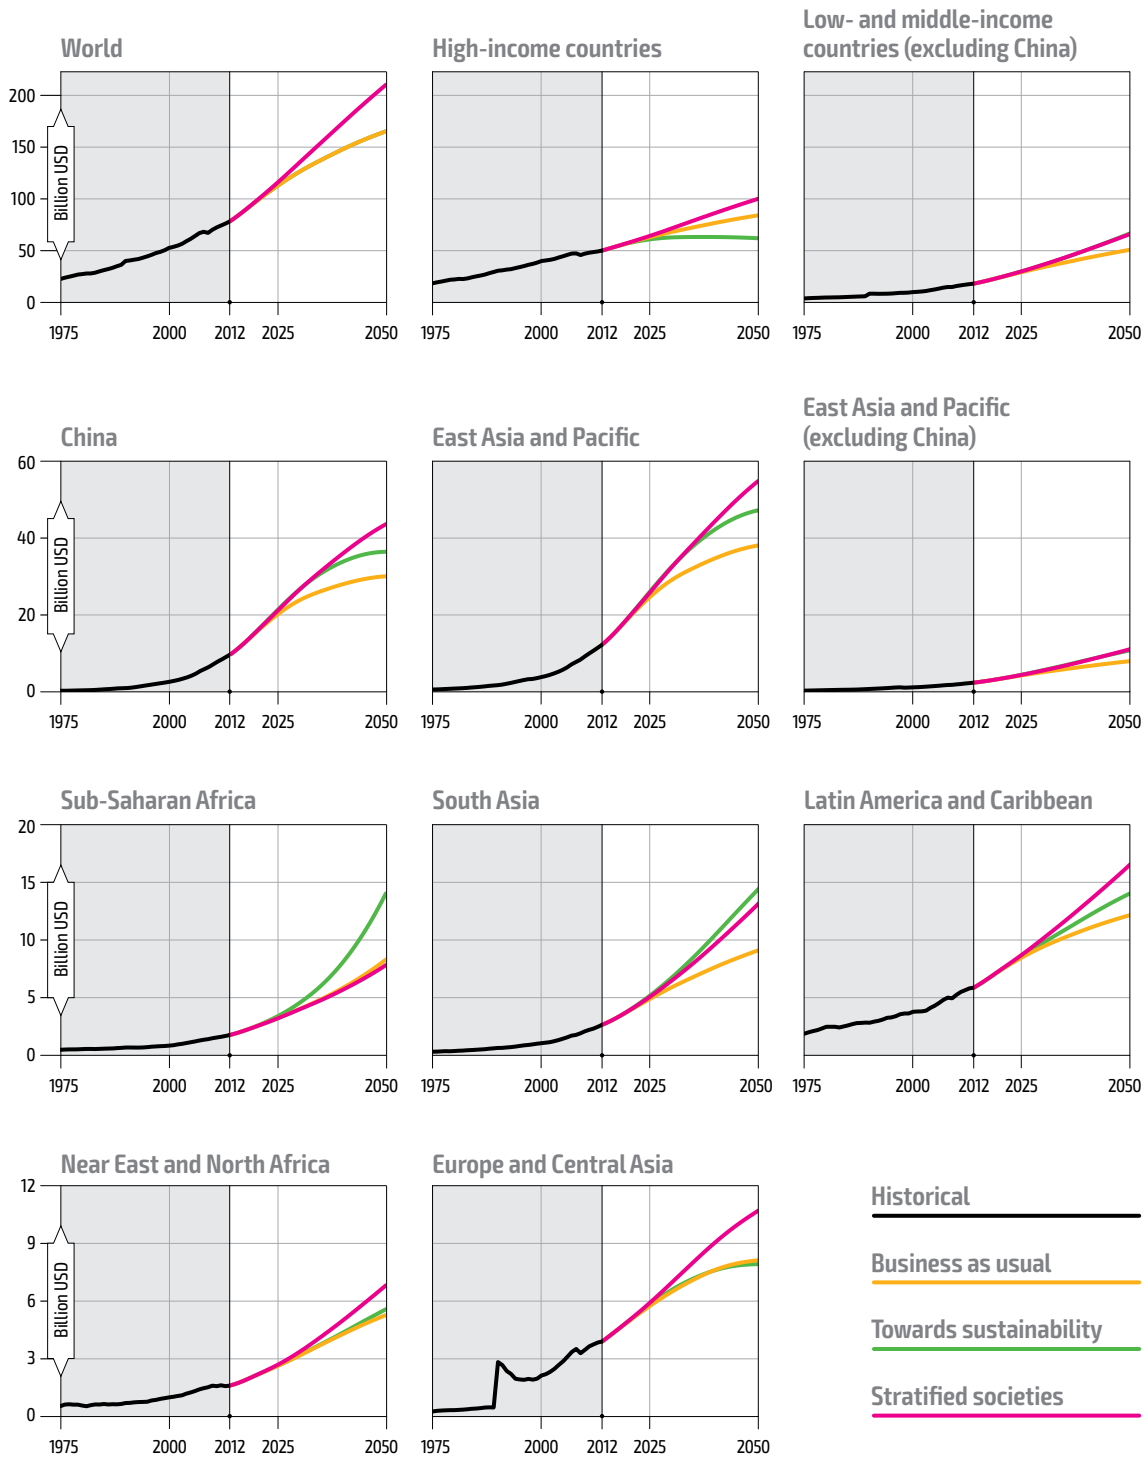 World
High-income countries
Low- and middle-income
countries (excluding China)
200
150
100
50
0
Billion USD
1975 2000 2012 2025 2050
1975 2000 2012 2025 2050
1975 2000 2012 2025 2050
China
East Asia and Pacific
East Asia and Pacific
(excluding China)
60
40
20
0
Billion USD
1975 2000 2012 2025 2050
1975 2000 2012 2025 2050
1975 2000 2012 2025 2050
Sub-Saharan Africa
South Asia
Latin America and Caribbean
20
15
10
5
0
Billion USD
1975 2000 2012 2025 2050
1975 2000 2012 2025 2050
1975 2000 2012 2025 2050
Near East and North Africa
Europe and Central Asia
12
9
6
3
0
Billion USD
1975 2000 2012 2025 2050
1975 2000 2012 2025 2050
Historical
Business as usual
Towards sustainability
Stratified societies